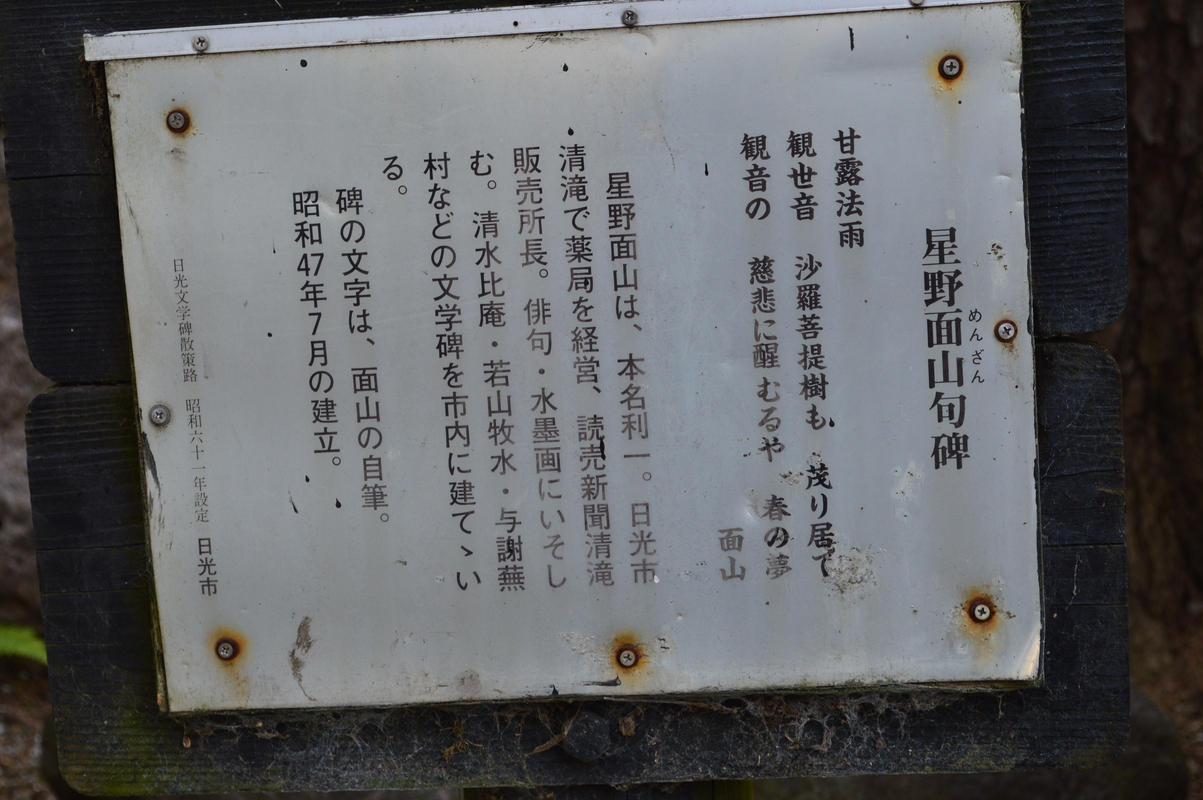 星野面山句碑
めんざん
甘露法雨
観世音 沙羅菩提樹も 茂り居て
観音の 慈悲に醒むるや 春の夢
面山
星野面山は、本名利一。日光市
清滝で薬局を経営、読売新聞清滝
販売所長。俳句・水墨画にいそし
む。清水比庵・若山牧水・与謝蕪
村などの文学碑を市内に建てゝい
る。
碑の文字は、面山の自筆。
昭和47年7月の建立。
日光文学碑散策路 昭和六十一年設定 日光市